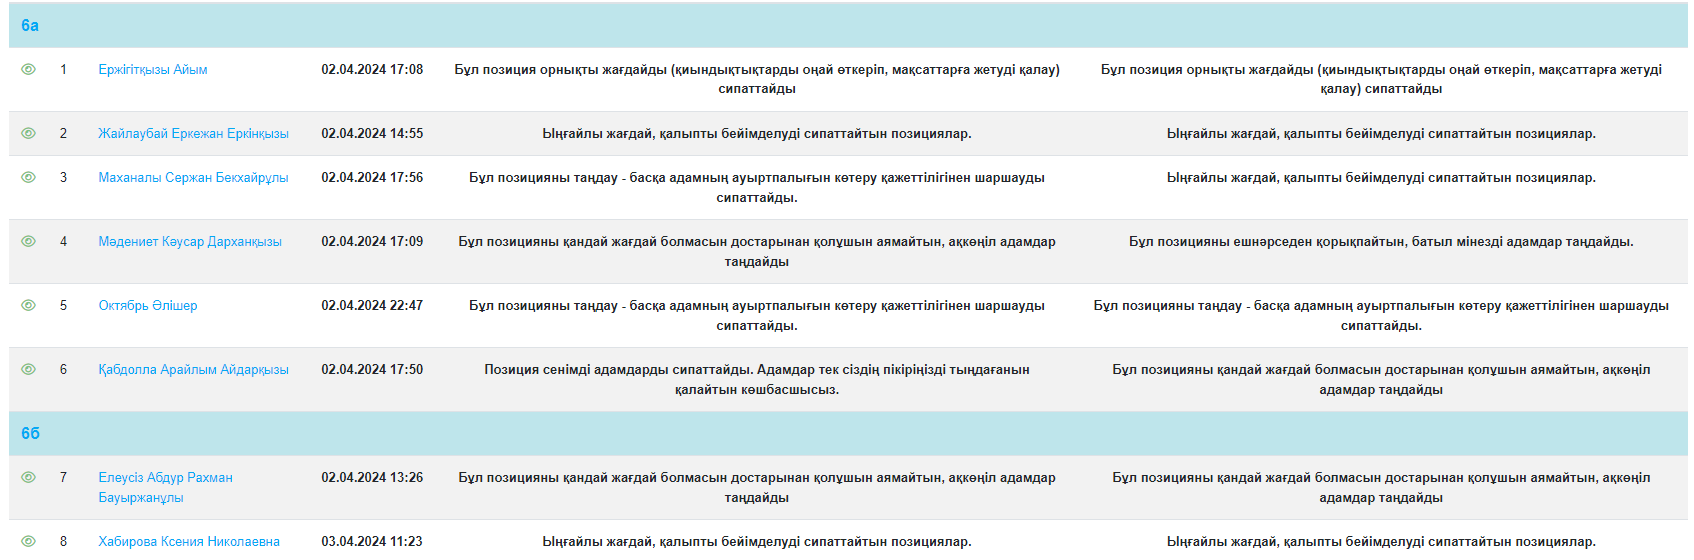 6а
1 Ержігітқызы Айым 02.04.2024 17:08 Бұл позиция орнықты жағдайды (қиындықтықтарды оңай өткеріп, мақсаттарға жетуді қалау) Бұл позиция орнықты жағдайды (қиындықтықтарды оңай өткеріп, мақсаттарға жетуді
сипаттайды қалау) сипаттайды
2 Жайлаубай Еркежан Еркінқызы 02.04.2024 14:55 Ыңғайлы жағдай, қалыпты бейімделуді сипаттайтын позициялар. Ыңғайлы жағдай, қалыпты бейімделуді сипаттайтын позициялар.
3 Маханалы Сержан Бекхайрұлы 02.04.2024 17:56 Бұл позицияны таңдау - басқа адамның ауыртпалығын көтеру қажеттілігінен шаршауды Ыңғайлы жағдай, қалыпты бейімделуді сипаттайтын позициялар.
сипаттайды.
4 Мәдениет Кәусар Дарханқызы 02.04.2024 17:09 Бұл позицияны қандай жағдай болмасын достарынан қолұшын аямайтын, ақкөңіл адамдар Бұл позицияны ешнәрседен қорықпайтын, батыл мінезді адамдар таңдайды.
таңдайды
5 Октябрь Әлішер 02.04.2024 22:47 Бұл позицияны таңдау - басқа адамның ауыртпалығын көтеру қажеттілігінен шаршауды Бұл позицияны таңдау - басқа адамның ауыртпалығын көтеру қажеттілігінен шаршауды
сипаттайды. сипаттайды.
6 Қабдолла Арайлым Айдарқызы 02.04.2024 17:50 Позиция сенімді адамдарды сипаттайды. Адамдар тек сіздің пікіріңізді тыңдағанын Бұл позицияны қандай жағдай болмасын достарынан қолұшын аямайтын, ақкөңіл
қалайтын көшбасшысыз. адамдар таңдайды
6б
7 Елеусіз Абдур Рахман 02.04.2024 13:26 Бұл позицияны қандай жағдай болмасын достарынан қолұшын аямайтын, ақкөңіл адамдар Бұл позицияны қандай жағдай болмасын достарынан қолұшын аямайтын, ақкөңіл
Бауыржанұлы таңдайды адамдар таңдайды
8 Хабирова Ксения Николаевна 03.04.2024 11:23 Ыңғайлы жағдай, қалыпты бейімделуді сипаттайтын позициялар. Ыңғайлы жағдай, қалыпты бейімделуді сипаттайтын позициялар.